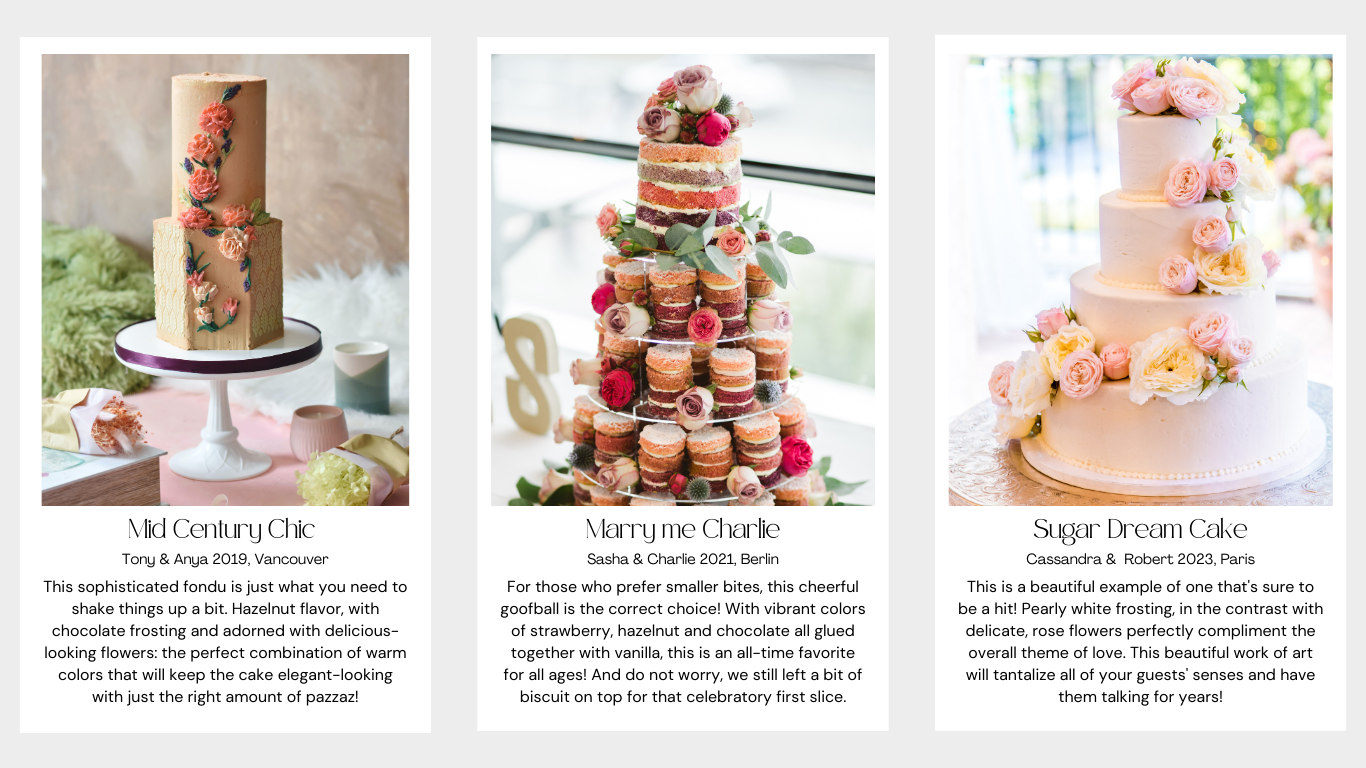 Mid Century Chic
Tony & Anya 2019, Vancouver
This sophisticated fondu is just what you need to
shake things up a bit. Hazelnut flavor, with
chocolate frosting and adorned with delicious-
looking flowers: the perfect combination of warm
colors that will keep the cake elegant-looking
with just the right amount of pazzaz!
S
Marry me Charlie
Sasha & Charlie 2021, Berlin
For those who prefer smaller bites, this cheerful
goofball is the correct choice! With vibrant colors
of strawberry, hazelnut and chocolate all glued
together with vanilla, this is an all-time favorite
for all ages! And do not worry, we still left a bit of
biscuit on top for that celebratory first slice.
Sugar Dream Cake
Cassandra &  Robert 2023, Paris
This is a beautiful example of one that's sure to
be a hit! Pearly white frosting, in the contrast with
delicate, rose flowers perfectly compliment the
overall theme of love. This beautiful work of art
will tantalize all of your guests' senses and have
them talking for years!